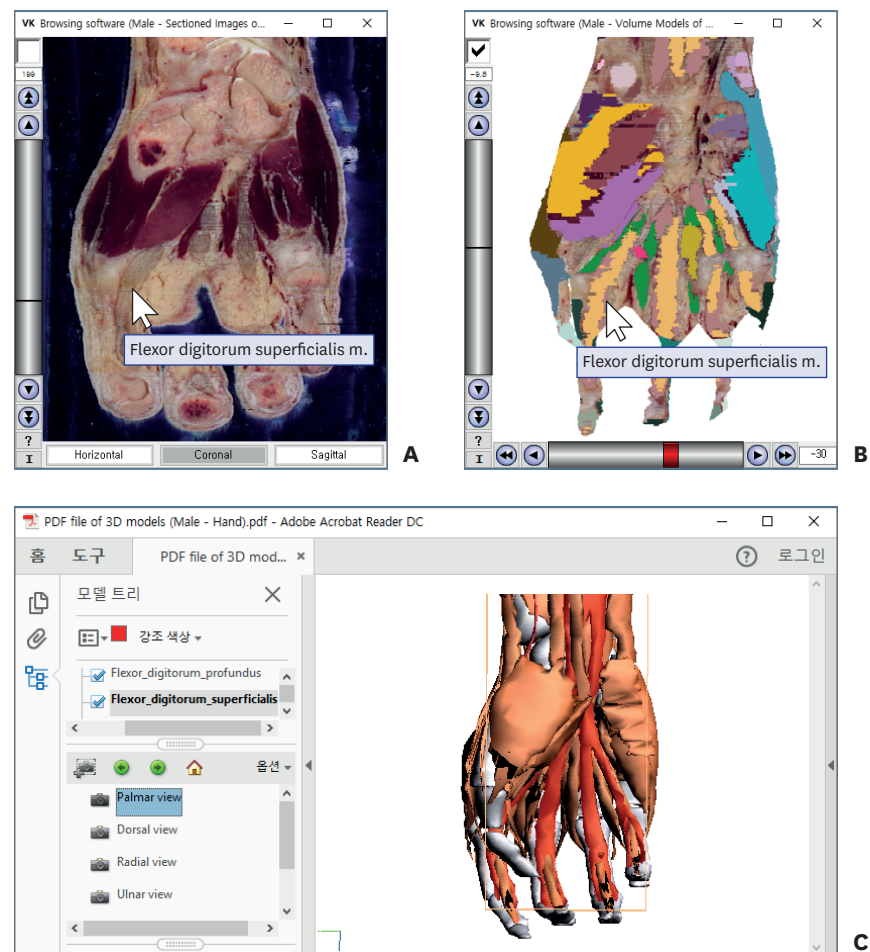 VK Browsing software (Male - Sectioned Images o...
199
Flexor digitorum superficialis m.
?
I
Horizontal
Coronal
Sagittal
A
VK Browsing software (Male - Volume Models of ...
-9.8
Flexor digitorum superficialis m.
?
I
-30
B
PDF file of 3D models (Male - Hand).pdf - Adobe Acrobat Reader DC
홈
도구
PDF file of 3D mod... ×
?
로그인
모델 트리
강조 색상
Flexor_digitorum_profundus
Flexor_digitorum_superficialis
옵션
Palmar view
Dorsal view
Radial view
Ulnar view
C